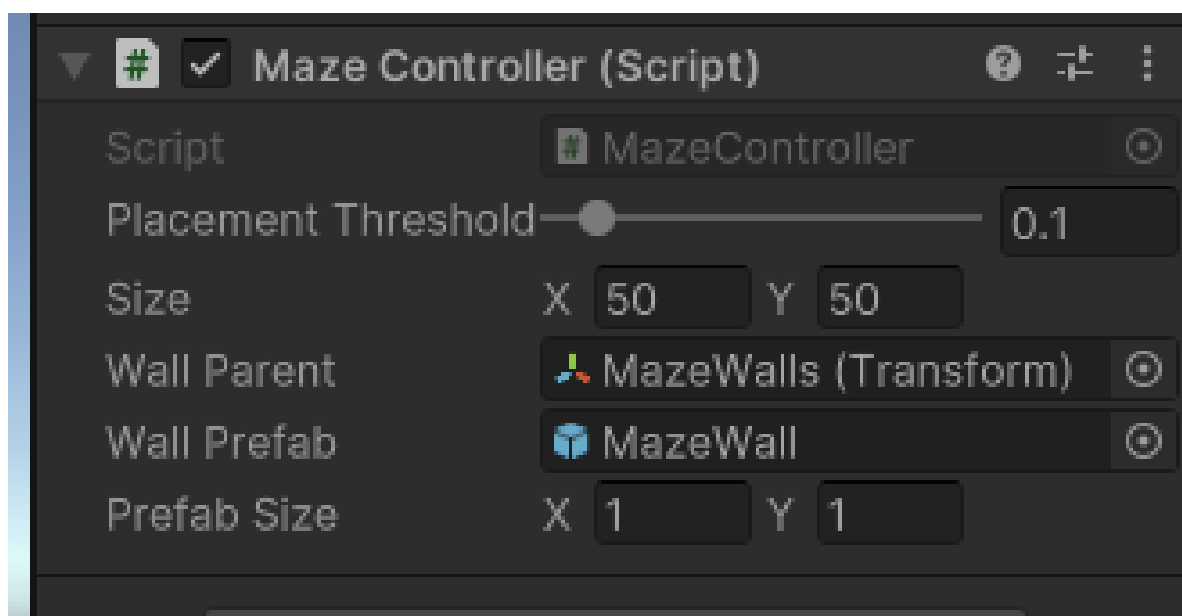 Maze Controller (Script)
Script # MazeController
Placement Threshold 0.1
Size X 50 Y 50
Wall Parent MazeWalls (Transform)
Wall Prefab MazeWall
Prefab Size X 1 Y 1